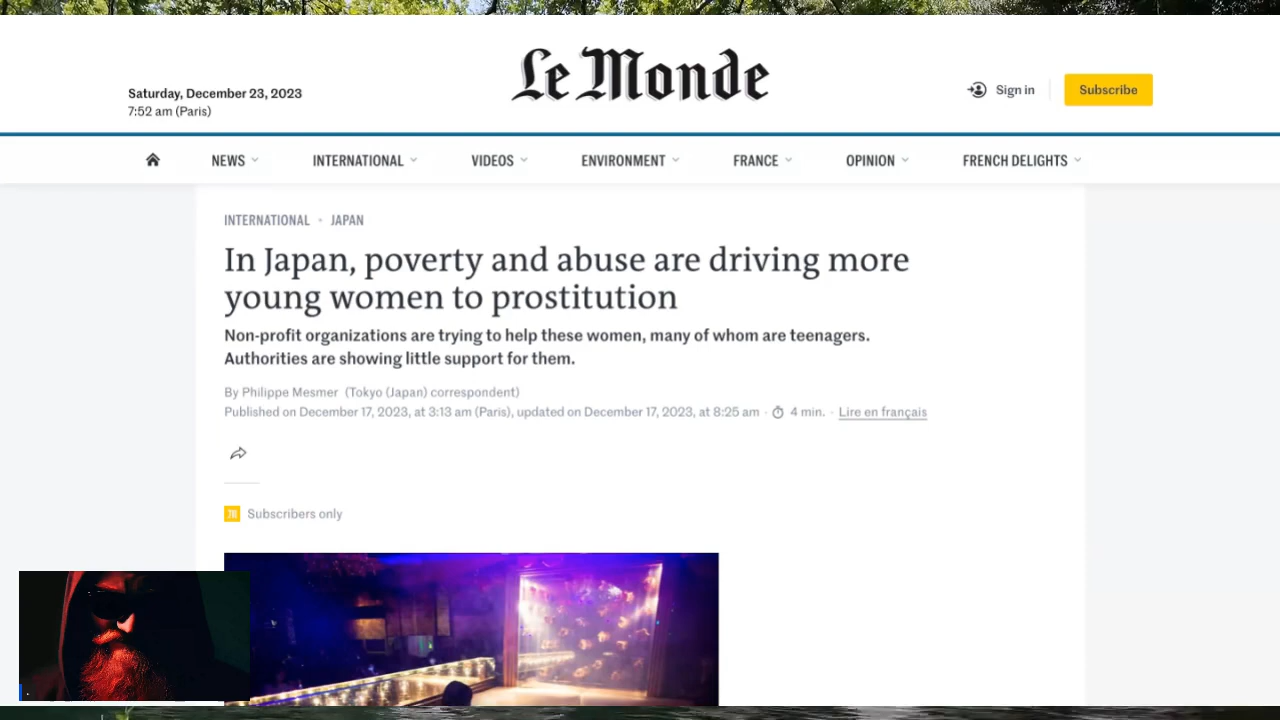 Le Monde
Saturday, December 23, 2023
7:52 am (Paris)
Sign in
Subscribe
NEWS
INTERNATIONAL
VIDEOS
ENVIRONMENT
FRANCE
OPINION
FRENCH DELIGHTS
INTERNATIONAL • JAPAN
In Japan, poverty and abuse are driving more
young women to prostitution
Non-profit organizations are trying to help these women, many of whom are teenagers.
Authorities are showing little support for them.
By Philippe Mesmer (Tokyo (Japan) correspondent)
Published on December 17, 2023, at 3:13 am (Paris), updated on December 17, 2023, at 8:25 am · 4 min. · Lire en français
Subscribers only